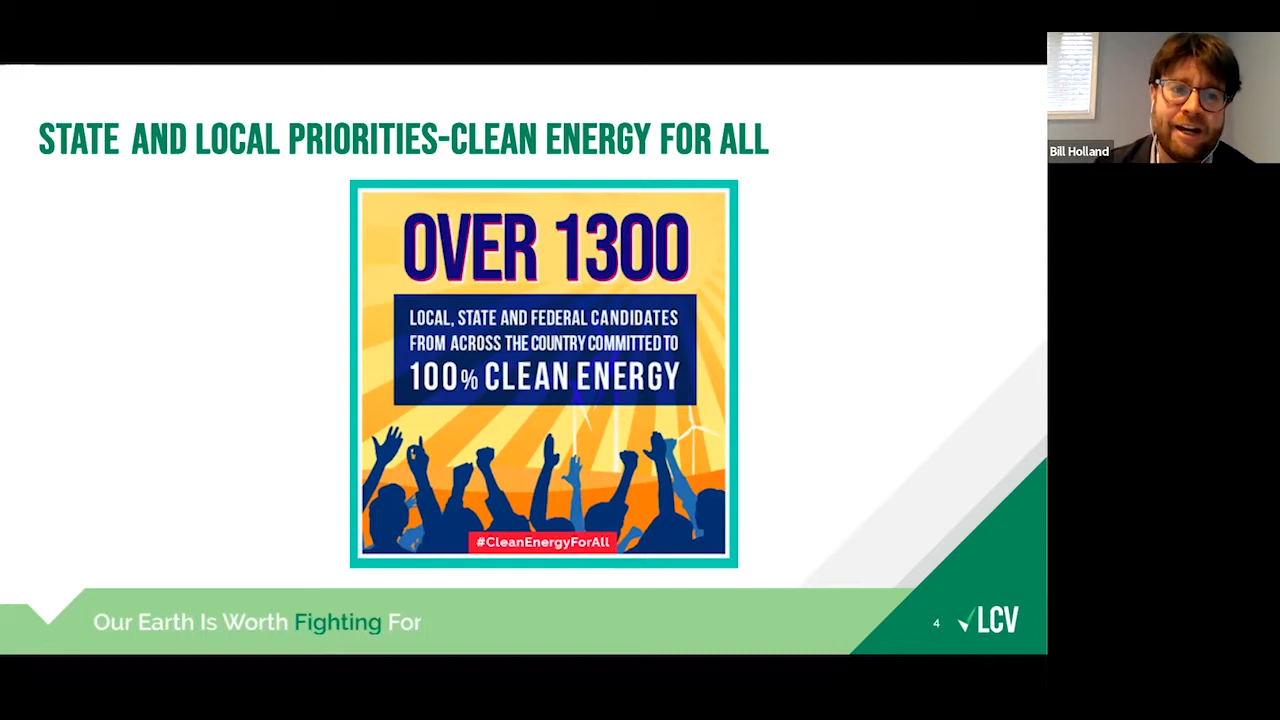 STATE AND LOCAL PRIORITIES-CLEAN ENERGY FOR ALL
OVER 1300
LOCAL, STATE AND FEDERAL CANDIDATES
FROM ACROSS THE COUNTRY COMMITTED TO
100% CLEAN ENERGY
#CleanEnergyForAll
Our Earth Is Worth Fighting For
4
LCV
Bill Holland